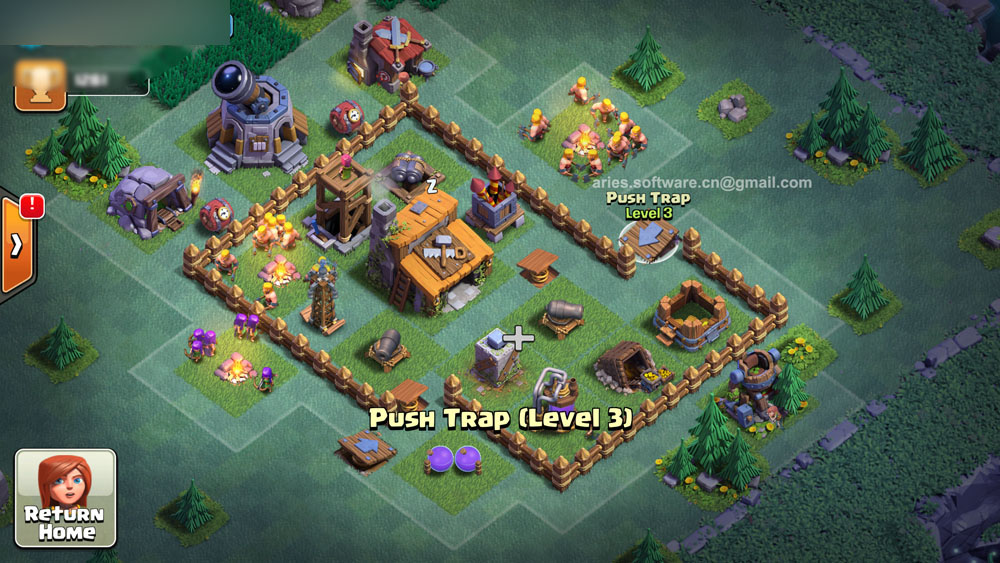 !
z
aries.software.cn@gmail.com
Push Trap
Level 3
Push Trap (Level 3)
Return
Home